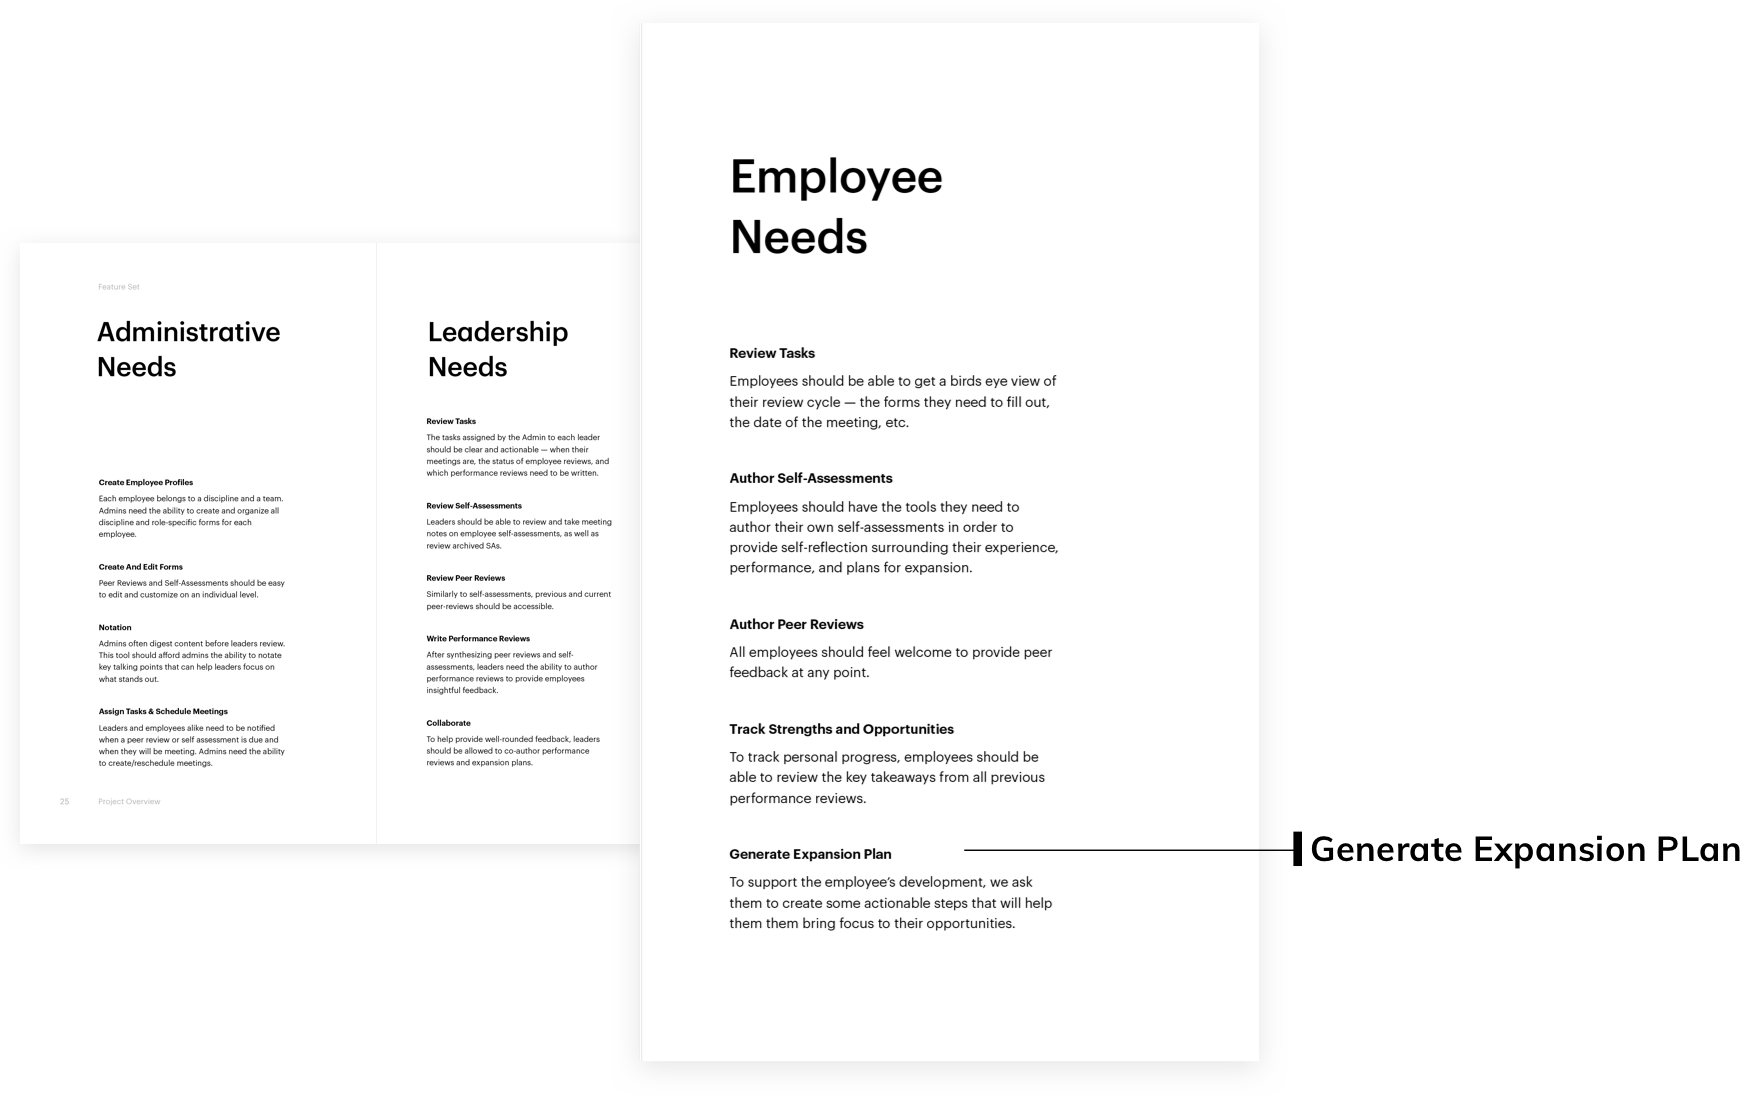 Feature Set
Administrative
Needs
Create Employee Profiles
Each employee belongs to a discipline and a team.
Admins need the ability to create and organize all
discipline and role-specific forms for each
employee.
Create And Edit Forms
Peer Reviews and Self-Assessments should be easy
to edit and customize on an individual level.
Notation
Admins often digest content before leaders review.
This tool should afford admins the ability to notate
key talking points that can help leaders focus on
what stands out.
Assign Tasks & Schedule Meetings
Leaders and employees alike need to be notified
when a peer review or self assessment is due and
when they will be meeting. Admins need the ability
to create/reschedule meetings.
25
Project Overview
Leadership
Needs
Review Tasks
The tasks assigned by the Admin to each leader
should be clear and actionable — when their
meetings are, the status of employee reviews, and
which performance reviews need to be written.
Review Self-Assessments
Leaders should be able to review and take meeting
notes on employee self-assessments, as well as
review archived SAs.
Review Peer Reviews
Similarly to self-assessments, previous and current
peer-reviews should be accessible.
Write Performance Reviews
After synthesizing peer reviews and self-
assessments, leaders need the ability to author
performance reviews to provide employees
insightful feedback.
Collaborate
To help provide well-rounded feedback, leaders
should be allowed to co-author performance
reviews and expansion plans.
Employee
Needs
Review Tasks
Employees should be able to get a birds eye view of
their review cycle — the forms they need to fill out,
the date of the meeting, etc.
Author Self-Assessments
Employees should have the tools they need to
author their own self-assessments in order to
provide self-reflection surrounding their experience,
performance, and plans for expansion.
Author Peer Reviews
All employees should feel welcome to provide peer
feedback at any point.
Track Strengths and Opportunities
To track personal progress, employees should be
able to review the key takeaways from all previous
performance reviews.
Generate Expansion Plan
To support the employee's development, we ask
them to create some actionable steps that will help
them them bring focus to their opportunities.
Generate Expansion PLan